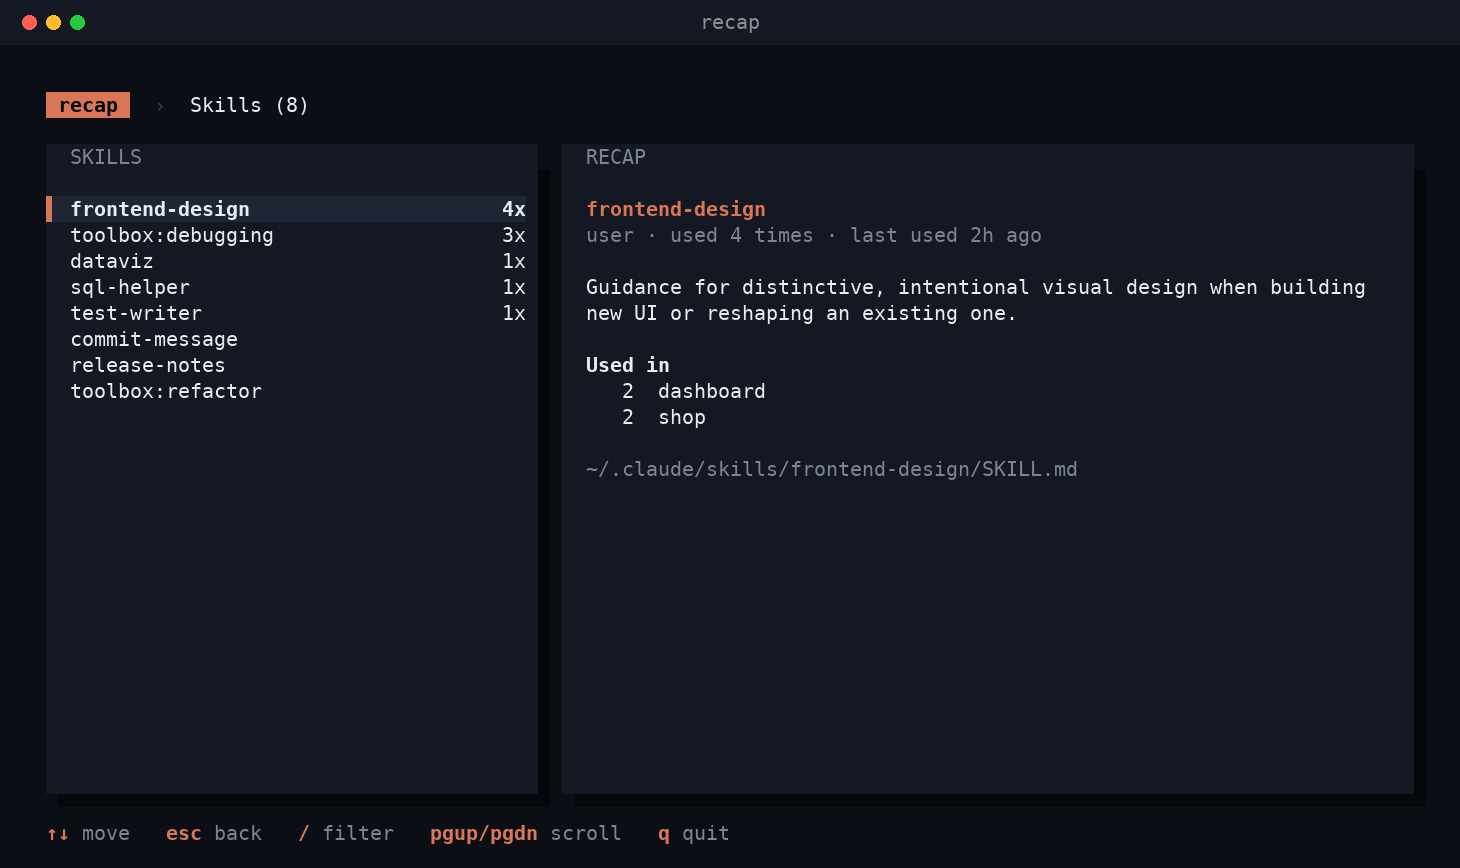 recap
recap › Skills (8)
SKILLS
frontend-design 4x
toolbox:debugging 3x
dataviz 1x
sql-helper 1x
test-writer 1x
commit-message
release-notes
toolbox:refactor
RECAP
frontend-design
user · used 4 times · last used 2h ago
Guidance for distinctive, intentional visual design when building
new UI or reshaping an existing one.
Used in
2 dashboard
2 shop
~/.claude/skills/frontend-design/SKILL.md
↑↓ move esc back / filter pgup/pgdn scroll q quit